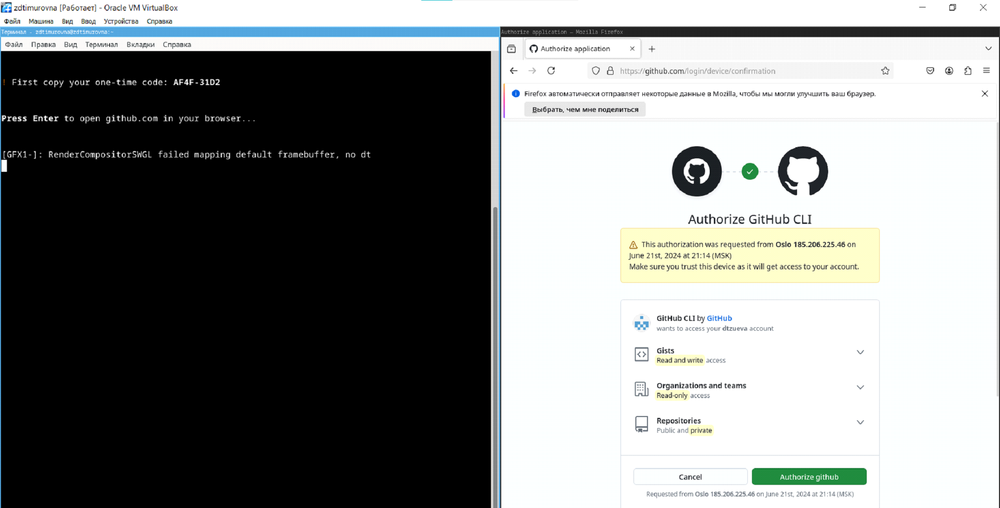 zdtimurovna [Работает] - Oracle VM VirtualBox
Файл Машина Вид Ввод Устройства Справка
Терминал - zdtimurovna@zdtimurovna:~
Файл Правка Вид Терминал Вкладки Справка
! First copy your one-time code: AF4F-31D2
Press Enter to open github.com in your browser...
[GFX1-]: RenderCompositorSWGL failed mapping default framebuffer, no dt
Authorize application — Mozilla Firefox
Authorize application
https://github.com/login/device/confirmation
Firefox автоматически отправляет некоторые данные в Mozilla, чтобы мы могли улучшить ваш браузер.
Выбрать, чем мне поделиться
Authorize GitHub CLI
This authorization was requested from Oslo 185.206.225.46 on
June 21st, 2024 at 21:14 (MSK)
Make sure you trust this device as it will get access to your account.
GitHub CLI by GitHub
wants to access your dtzueva account
Gists
Read and write access
Organizations and teams
Read-only access
Repositories
Public and private
Cancel Authorize github
Requested from Oslo 185.206.225.46 on June 21st, 2024 at 21:14 (MSK)